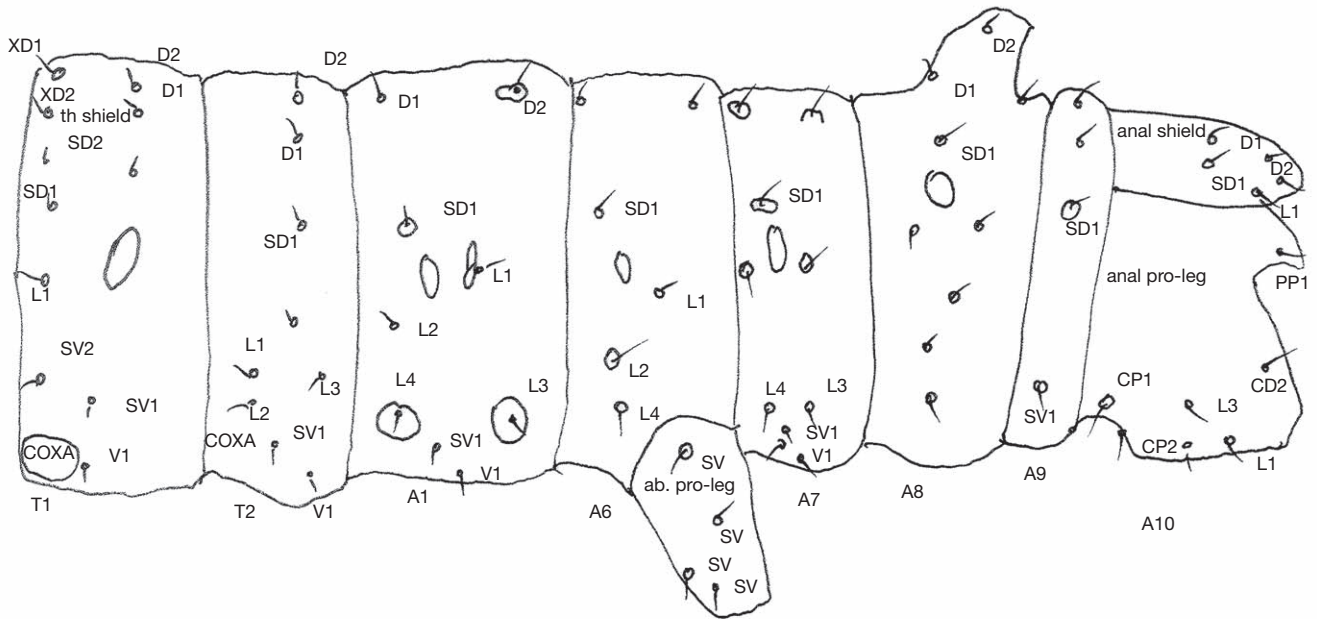 XD1
D2
D1
XD2
th shield
SD2
SD1
L1
SV2
SV1
COXA
V1
T1
D2
D1
SD1
L1
L3
L2
COXA
SV1
V1
T2
D1
D2
SD1
L1
L2
L4
L3
SV1
V1
A1
SD1
L1
L2
L4
SV
ab. pro-leg
SV
SV
SV
A6
SD1
L4
L3
SV1
V1
A7
D2
D1
SD1
A8
SD1
SV1
A9
anal shield
D1
D2
SD1
L1
anal pro-leg
PP1
CD2
CP1
L3
CP2
L1
A10